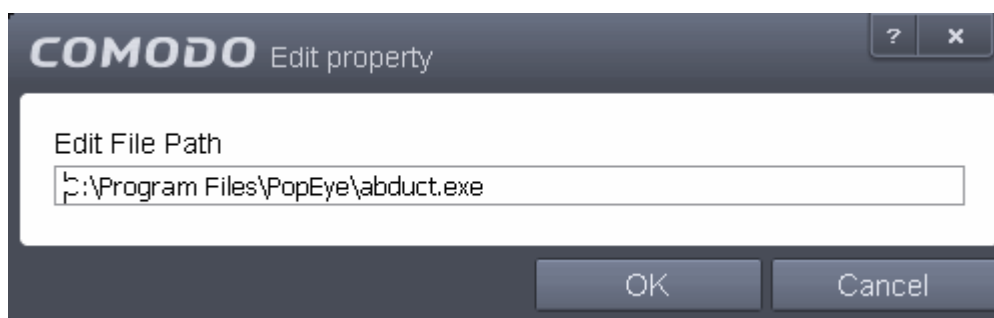 COMODO Edit property
? x
Edit File Path
C:\Program Files\PopEye\abduct.exe
OK Cancel